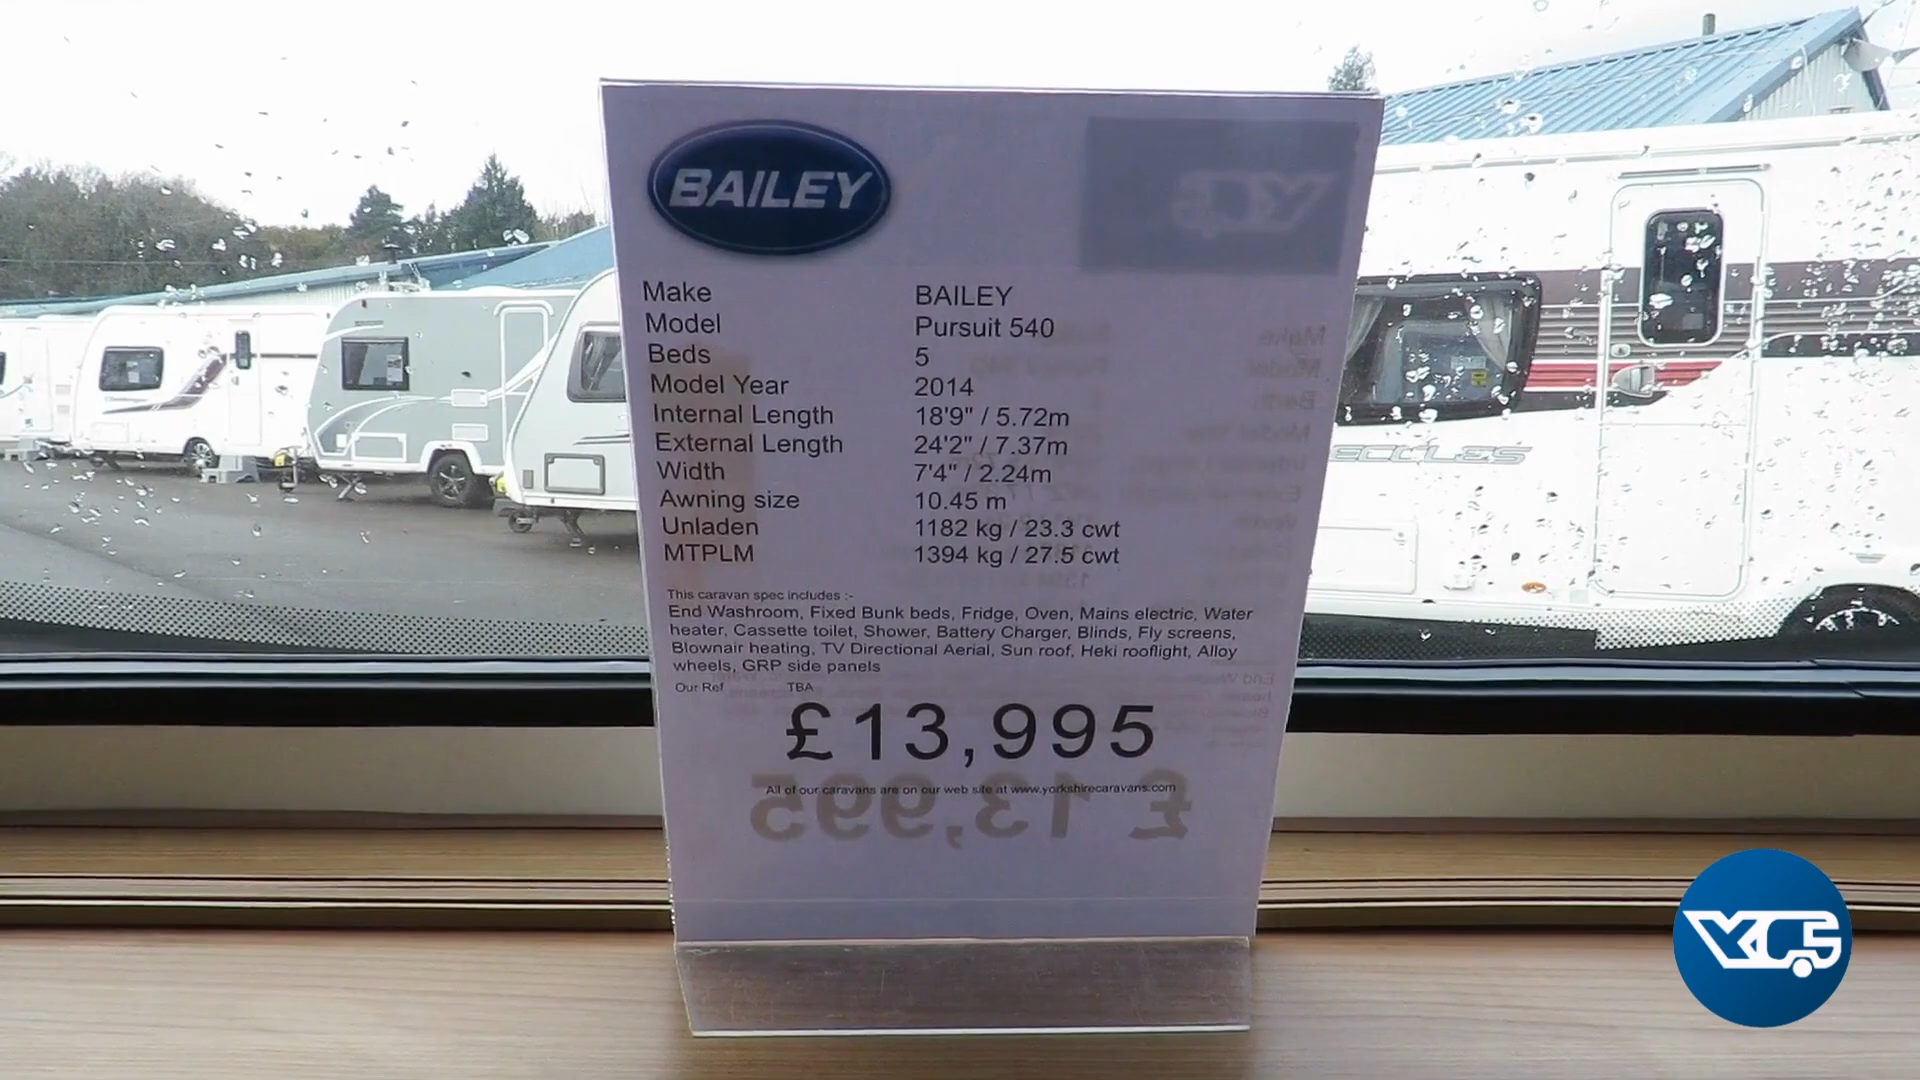 BAILEY
Make BAILEY
Model Pursuit 540
Beds 5
Model Year 2014
Internal Length 18'9" / 5.72m
External Length 24'2" / 7.37m
Width 7'4" / 2.24m
Awning size 10.45 m
Unladen 1182 kg / 23.3 cwt
MTPLM 1394 kg / 27.5 cwt
This caravan spec includes :-
End Washroom, Fixed Bunk beds, Fridge, Oven, Mains electric, Water
heater, Cassette toilet, Shower, Battery Charger, Blinds, Fly screens,
Blownair heating, TV Directional Aerial, Sun roof, Heki rooflight, Alloy
wheels, GRP side panels
Our Ref TBA
£13,995
All of our caravans are on our web site at www.yorkshirecaravans.com
£13,995
ECCLES
YCS